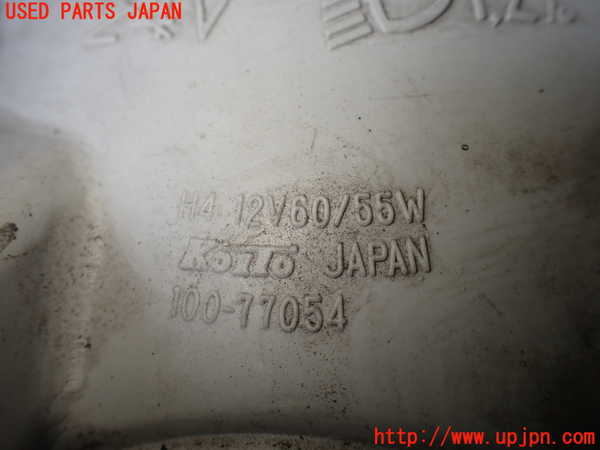 USED PARTS JAPAN
H4 12V60/55W
KOITO JAPAN
100-77054
http://www.upjpn.com/